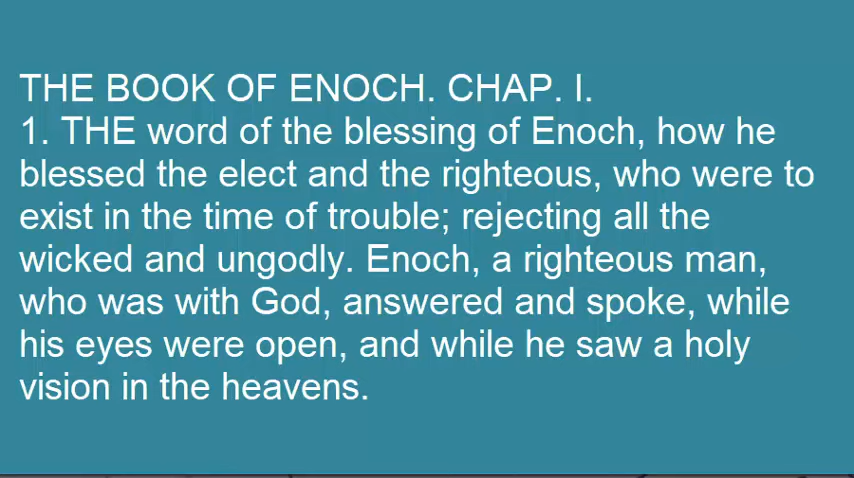 THE BOOK OF ENOCH. CHAP. I.
1. THE word of the blessing of Enoch, how he
blessed the elect and the righteous, who were to
exist in the time of trouble; rejecting all the
wicked and ungodly. Enoch, a righteous man,
who was with God, answered and spoke, while
his eyes were open, and while he saw a holy
vision in the heavens.